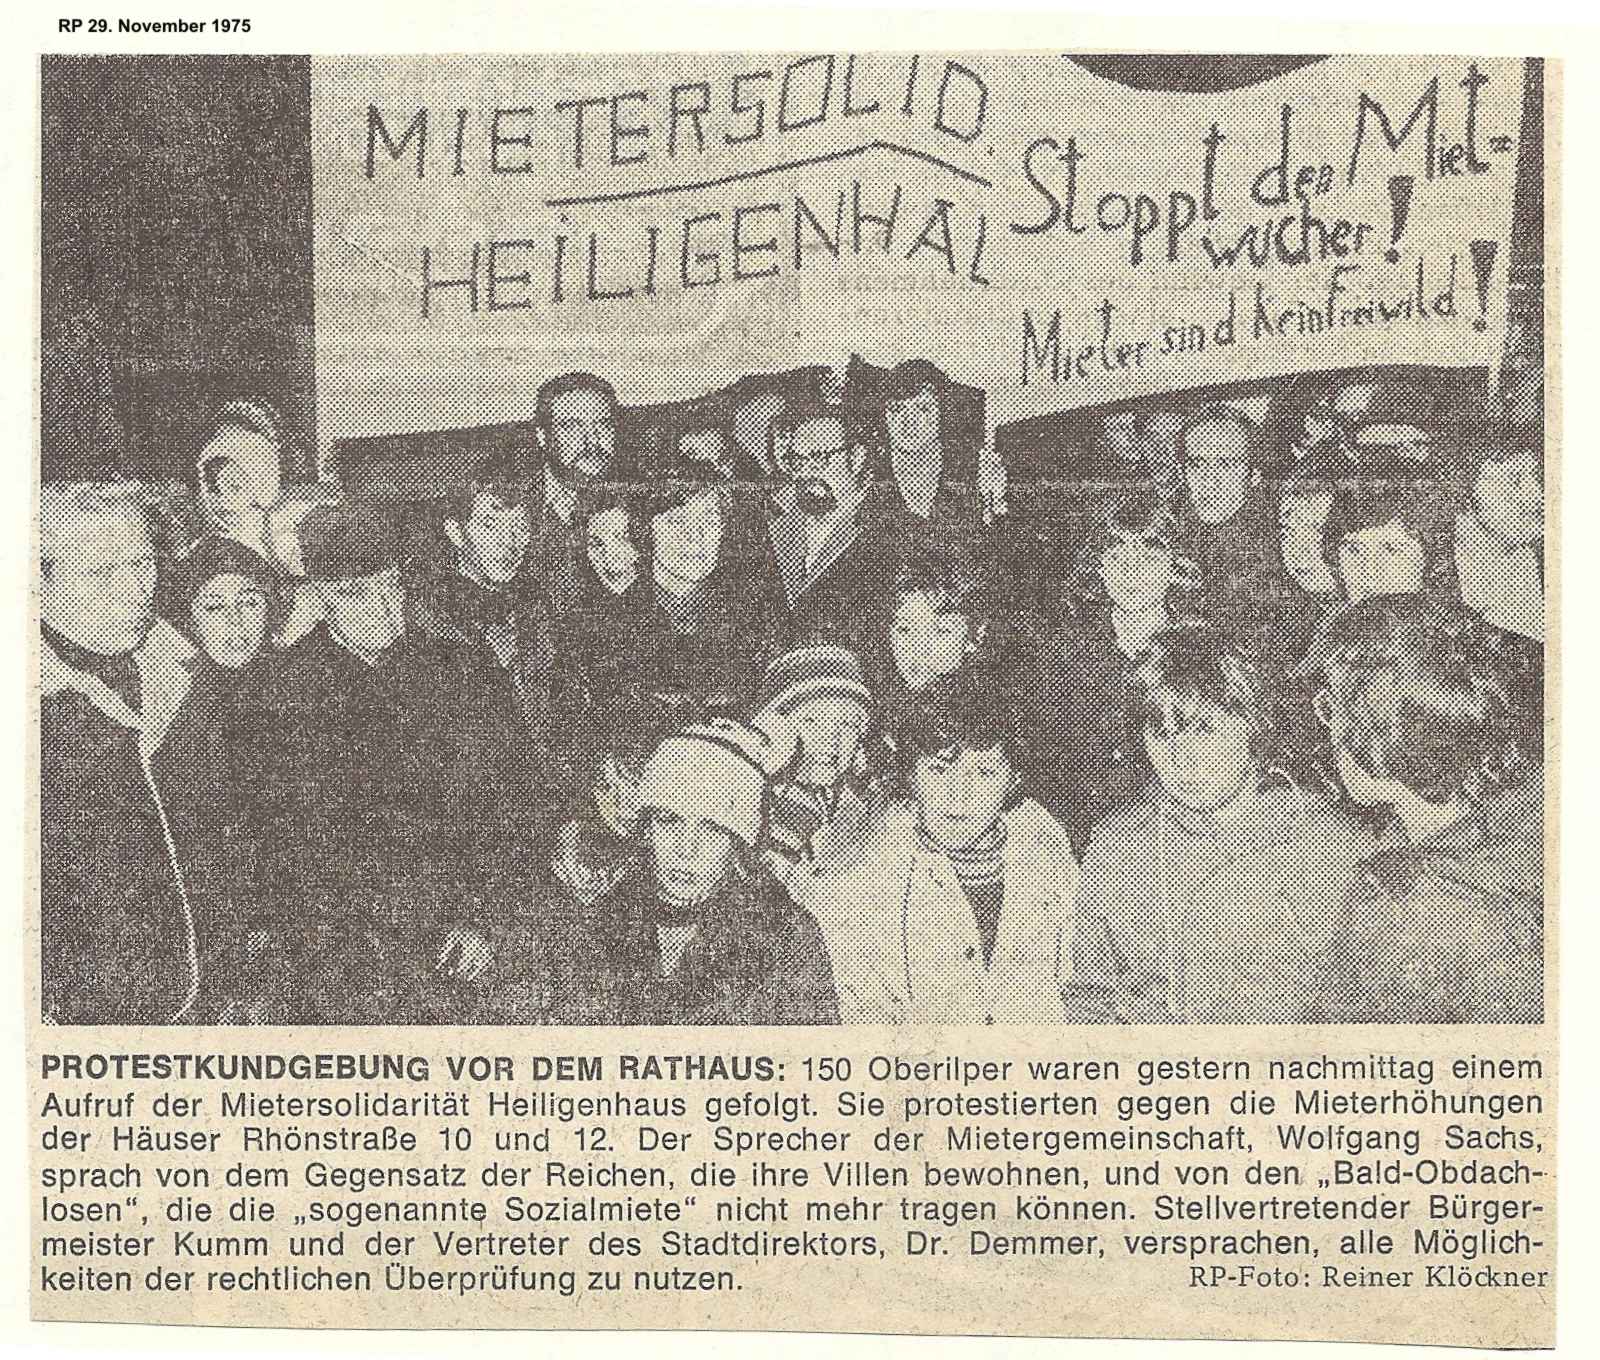 RP 29. November 1975
MIETERSOLID.
HEILIGENHAL
Stoppt den Miet=
wucher!
Mieter sind kein Freiwild!
PROTESTKUNDGEBUNG VOR DEM RATHAUS: 150 Oberilper waren gestern nachmittag einem
Aufruf der Mietersolidarität Heiligenhaus gefolgt. Sie protestierten gegen die Mieterhöhungen
der Häuser Rhönstraße 10 und 12. Der Sprecher der Mietergemeinschaft, Wolfgang Sachs,
sprach von dem Gegensatz der Reichen, die ihre Villen bewohnen, und von den „Bald-Obdach-
losen“, die die „sogenannte Sozialmiete“ nicht mehr tragen können. Stellvertretender Bürger-
meister Kumm und der Vertreter des Stadtdirektors, Dr. Demmer, versprachen, alle Möglich-
keiten der rechtlichen Überprüfung zu nutzen. RP-Foto: Reiner Klöckner